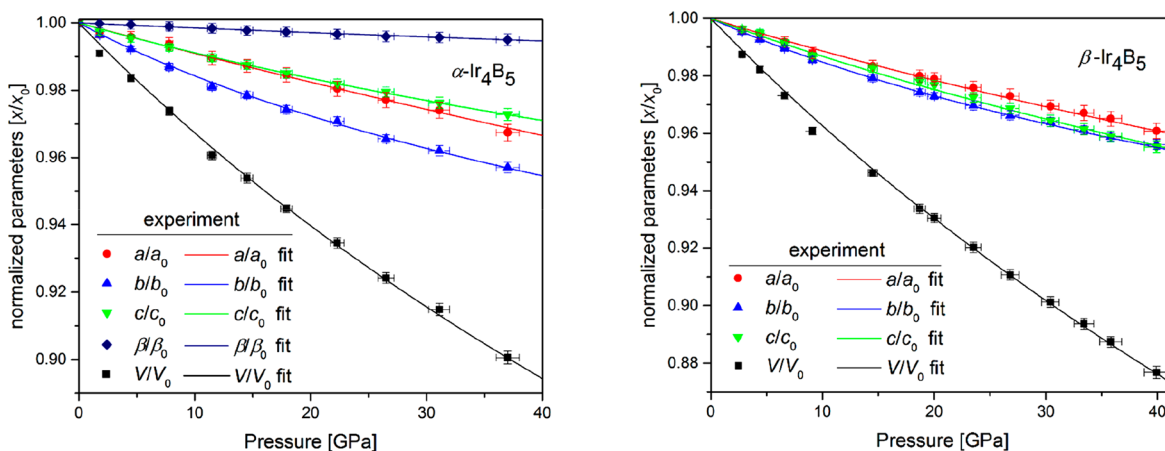 normalized parameters [x/x₀]
1.00
0.98
0.96
0.94
0.92
0.90
α-Ir₄B₅
experiment
a/a₀ a/a₀ fit
b/b₀ b/b₀ fit
c/c₀ c/c₀ fit
β/β₀ β/β₀ fit
V/V₀ V/V₀ fit
0 10 20 30 40
Pressure [GPa]
normalized parameters [x/x₀]
1.00
0.98
0.96
0.94
0.92
0.90
0.88
β-Ir₄B₅
experiment
a/a₀ a/a₀ fit
b/b₀ b/b₀ fit
c/c₀ c/c₀ fit
V/V₀ V/V₀ fit
0 10 20 30 40
Pressure [GPa]